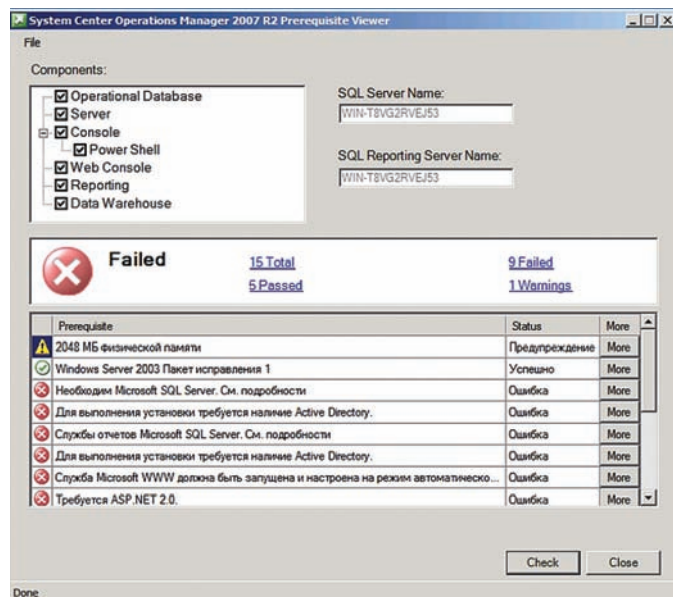 System Center Operations Manager 2007 R2 Prerequisite Viewer
File
Components:
Operational Database
Server
Console
Power Shell
Web Console
Reporting
Data Warehouse
SQL Server Name:
WIN-T8VG2RVEJ53
SQL Reporting Server Name:
WIN-T8VG2RVEJ53
Failed
15 Total
9 Failed
5 Passed
1 Warnings
Prerequisite Status More
2048 МБ физической памяти Предупреждение More
Windows Server 2003 Пакет исправления 1 Успешно More
Необходим Microsoft SQL Server. См. подробности Ошибка More
Для выполнения установки требуется наличие Active Directory. Ошибка More
Службы отчетов Microsoft SQL Server. См. подробности Ошибка More
Для выполнения установки требуется наличие Active Directory. Ошибка More
Служба Microsoft WWW должна быть запущена и настроена на режим автоматическо... Ошибка More
Требуется ASP.NET 2.0. Ошибка More
Check Close
Done